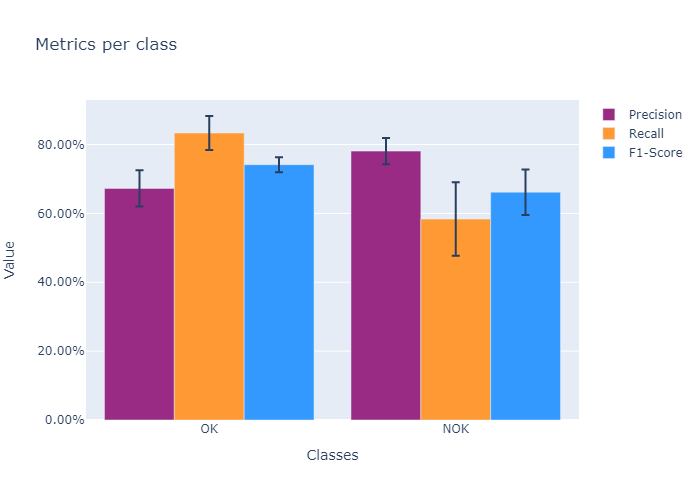 Metrics per class
Precision
Recall
F1-Score
80.00%
60.00%
40.00%
20.00%
0.00%
Value
OK
NOK
Classes